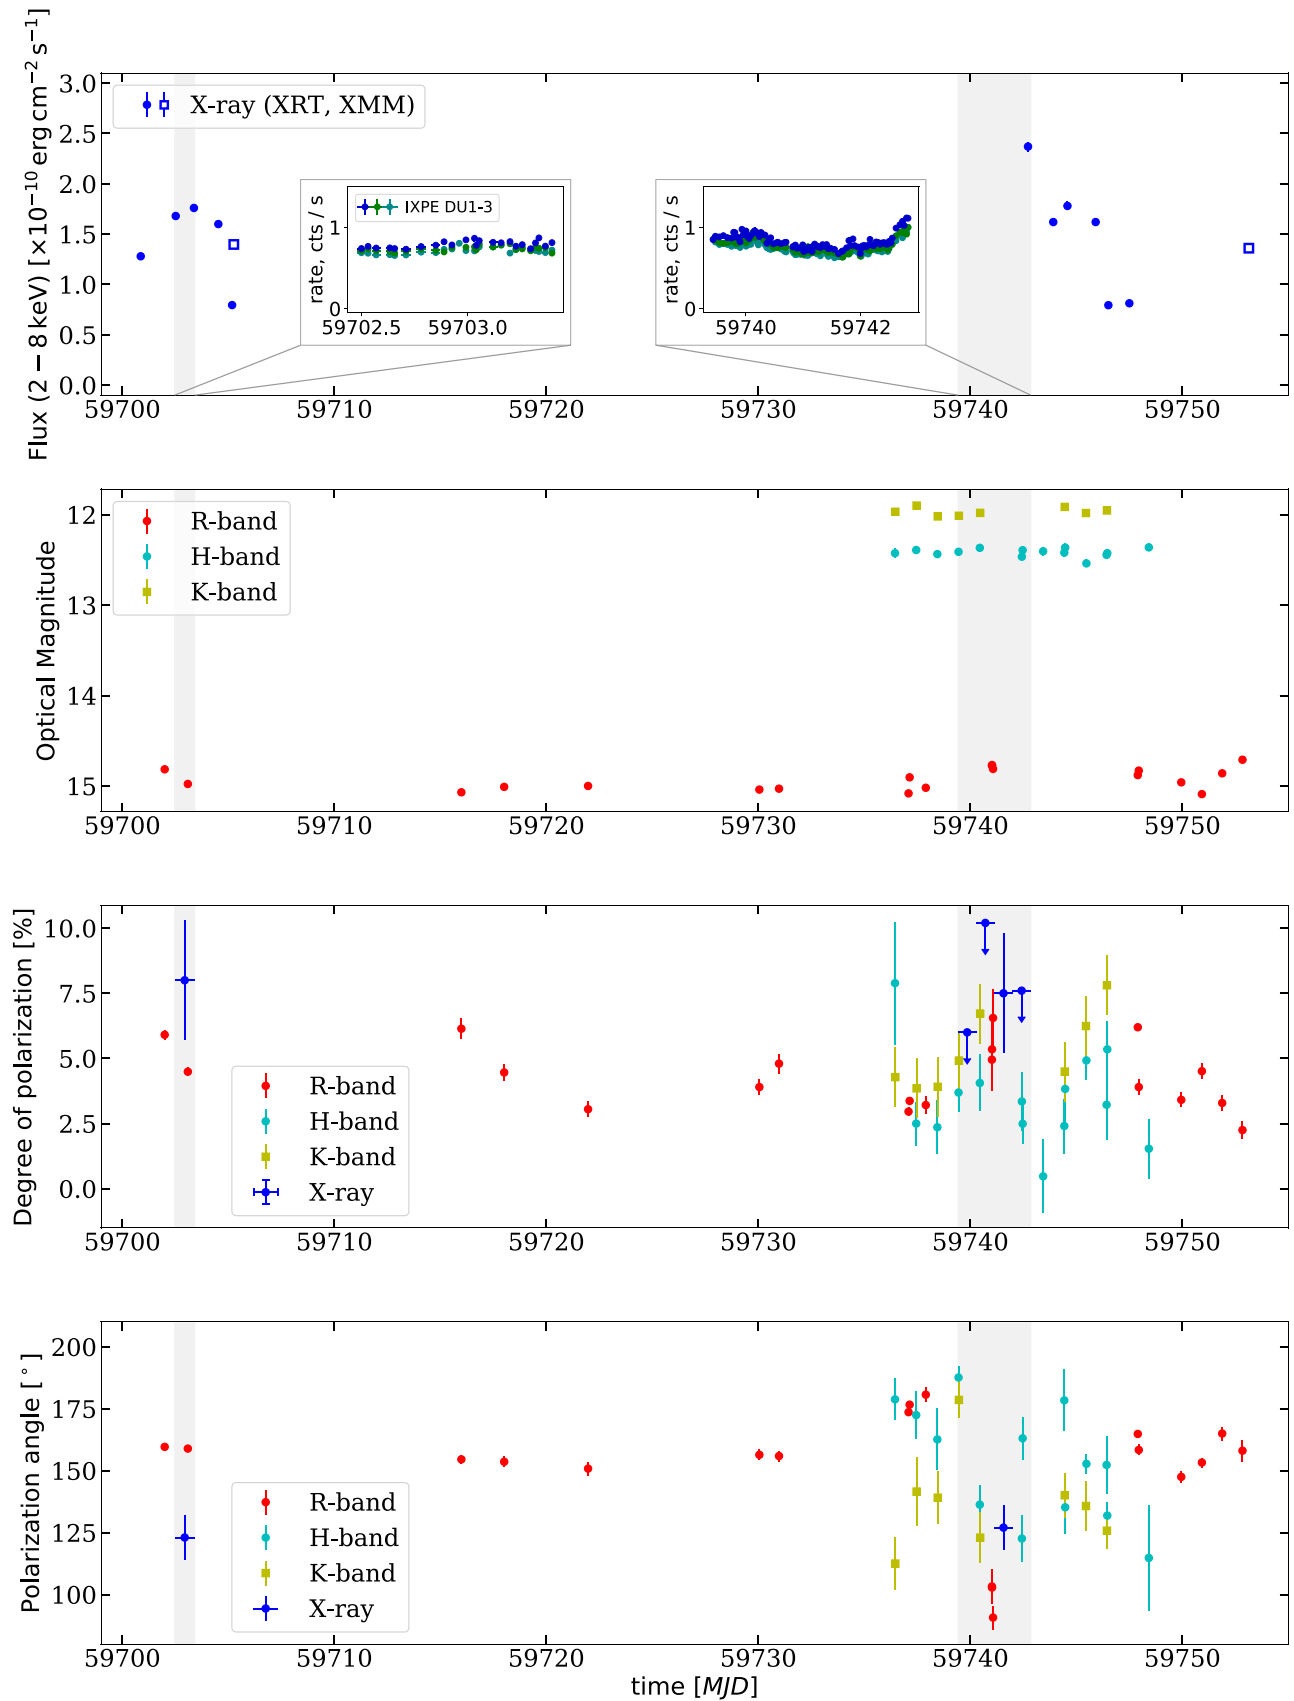 Flux (2 − 8 keV) [×10⁻¹⁰ erg cm⁻² s⁻¹]
3.0
2.5
2.0
1.5
1.0
0.5
0.0
X-ray (XRT, XMM)
rate, cts / s
1
0
IXPE DU1-3
59702.5 59703.0
rate, cts / s
1
0
59740 59742
59700 59710 59720 59730 59740 59750
Optical Magnitude
12
13
14
15
R-band
H-band
K-band
59700 59710 59720 59730 59740 59750
Degree of polarization [%]
10.0
7.5
5.0
2.5
0.0
R-band
H-band
K-band
X-ray
59700 59710 59720 59730 59740 59750
Polarization angle [°]
200
175
150
125
100
R-band
H-band
K-band
X-ray
59700 59710 59720 59730 59740 59750
time [MJD]